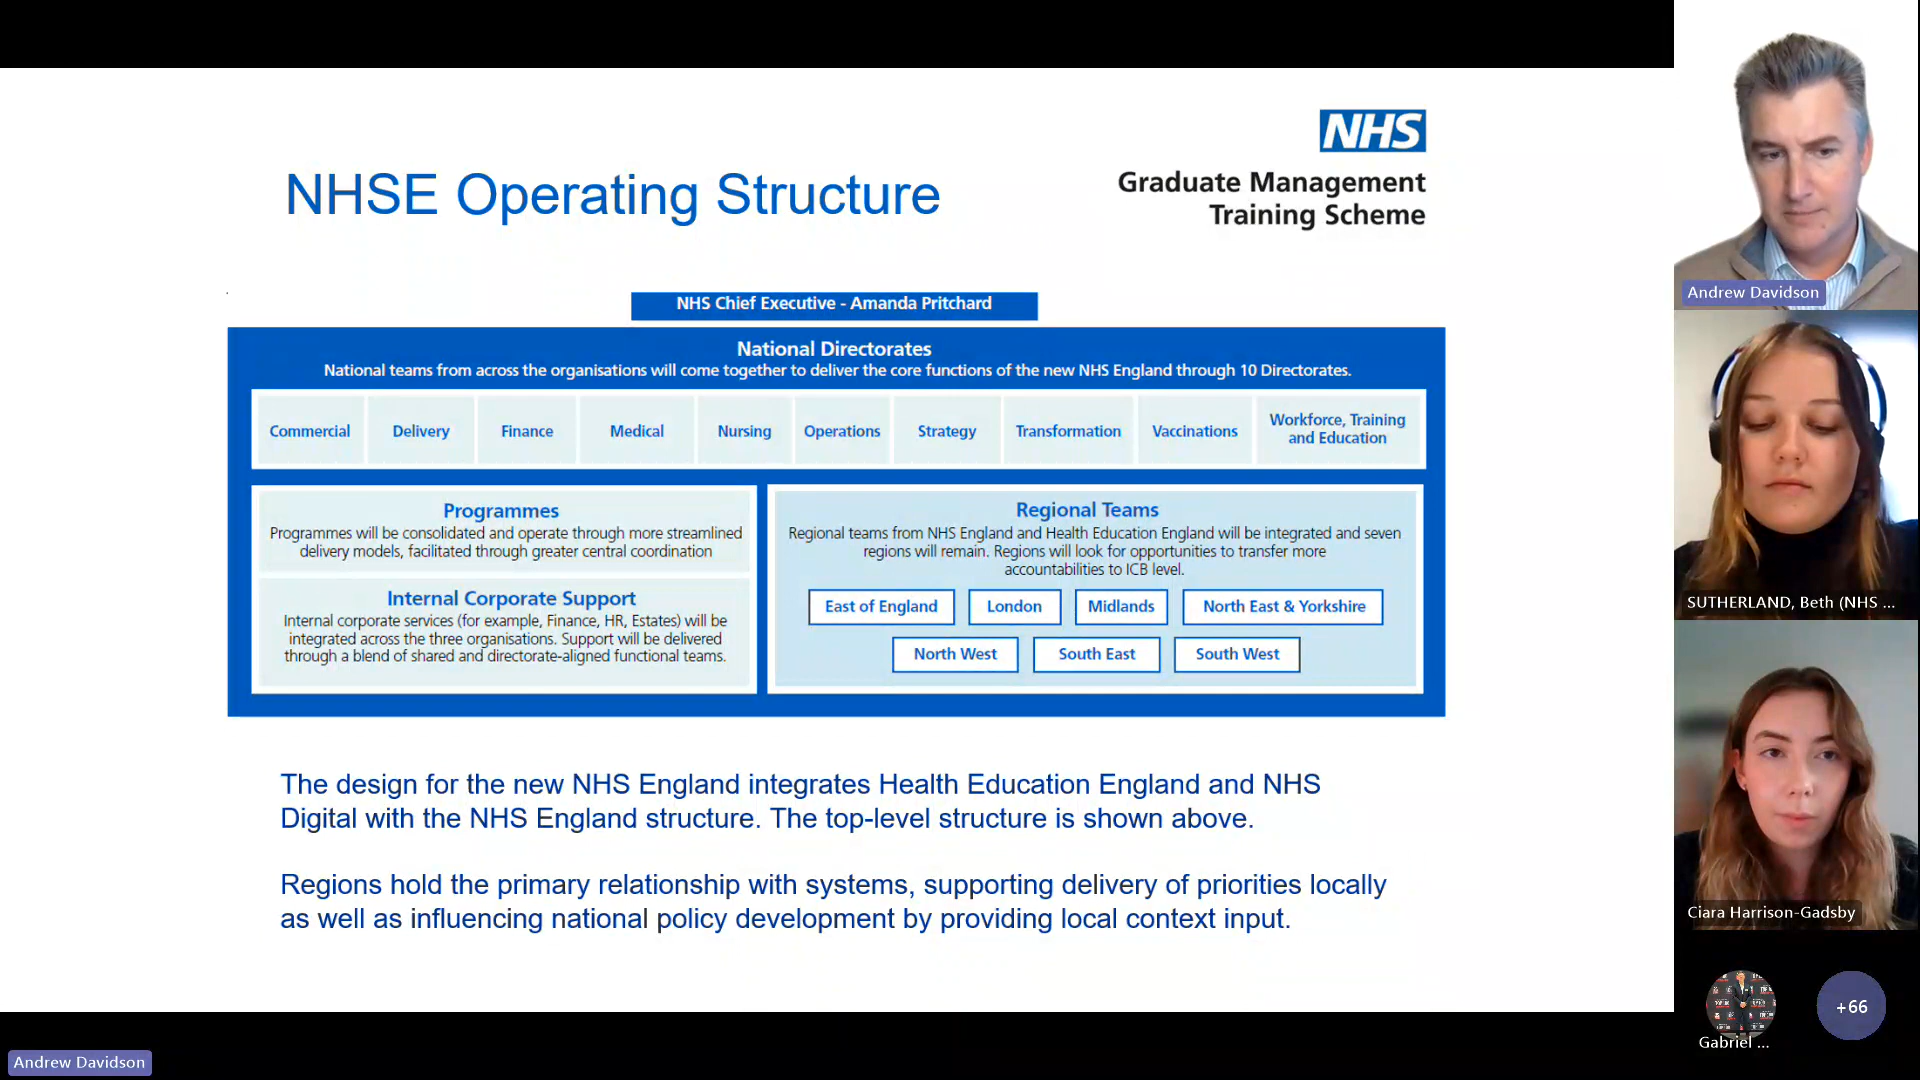 NHS
Graduate Management
Training Scheme
NHSE Operating Structure
NHS Chief Executive - Amanda Pritchard
National Directorates
National teams from across the organisations will come together to deliver the core functions of the new NHS England through 10 Directorates.
Commercial
Delivery
Finance
Medical
Nursing
Operations
Strategy
Transformation
Vaccinations
Workforce, Training
and Education
Programmes
Programmes will be consolidated and operate through more streamlined
delivery models, facilitated through greater central coordination
Internal Corporate Support
Internal corporate services (for example, Finance, HR, Estates) will be
integrated across the three organisations. Support will be delivered
through a blend of shared and directorate-aligned functional teams.
Regional Teams
Regional teams from NHS England and Health Education England will be integrated and seven
regions will remain. Regions will look for opportunities to transfer more
accountabilities to ICB level.
East of England
London
Midlands
North East & Yorkshire
North West
South East
South West
The design for the new NHS England integrates Health Education England and NHS
Digital with the NHS England structure. The top-level structure is shown above.
Regions hold the primary relationship with systems, supporting delivery of priorities locally
as well as influencing national policy development by providing local context input.
Andrew Davidson
SUTHERLAND, Beth (NHS ...
Ciara Harrison-Gadsby
Gabriel ...
+66
Andrew Davidson